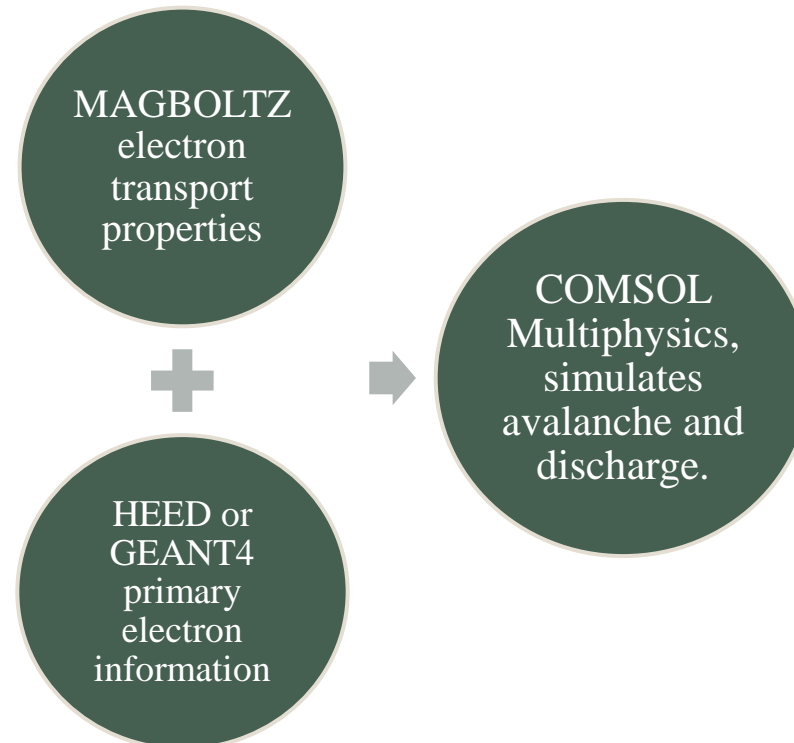 MAGBOLTZ
electron
transport
properties
HEED or
GEANT4
primary
electron
information
COMSOL
Multiphysics,
simulates
avalanche and
discharge.